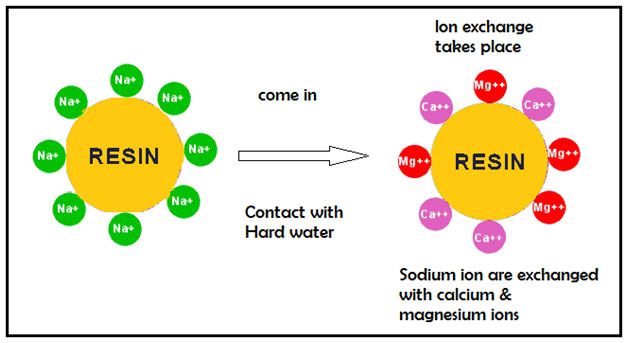 Na+
Na+
Na+
Na+
RESIN
Na+
Na+
Na+
Na+
come in
Contact with
Hard water
Ion exchange
takes place
Mg++
Ca++
Ca++
Mg++
RESIN
Mg++
Ca++
Mg++
Ca++
Sodium ion are exchanged
with calcium &
magnesium ions